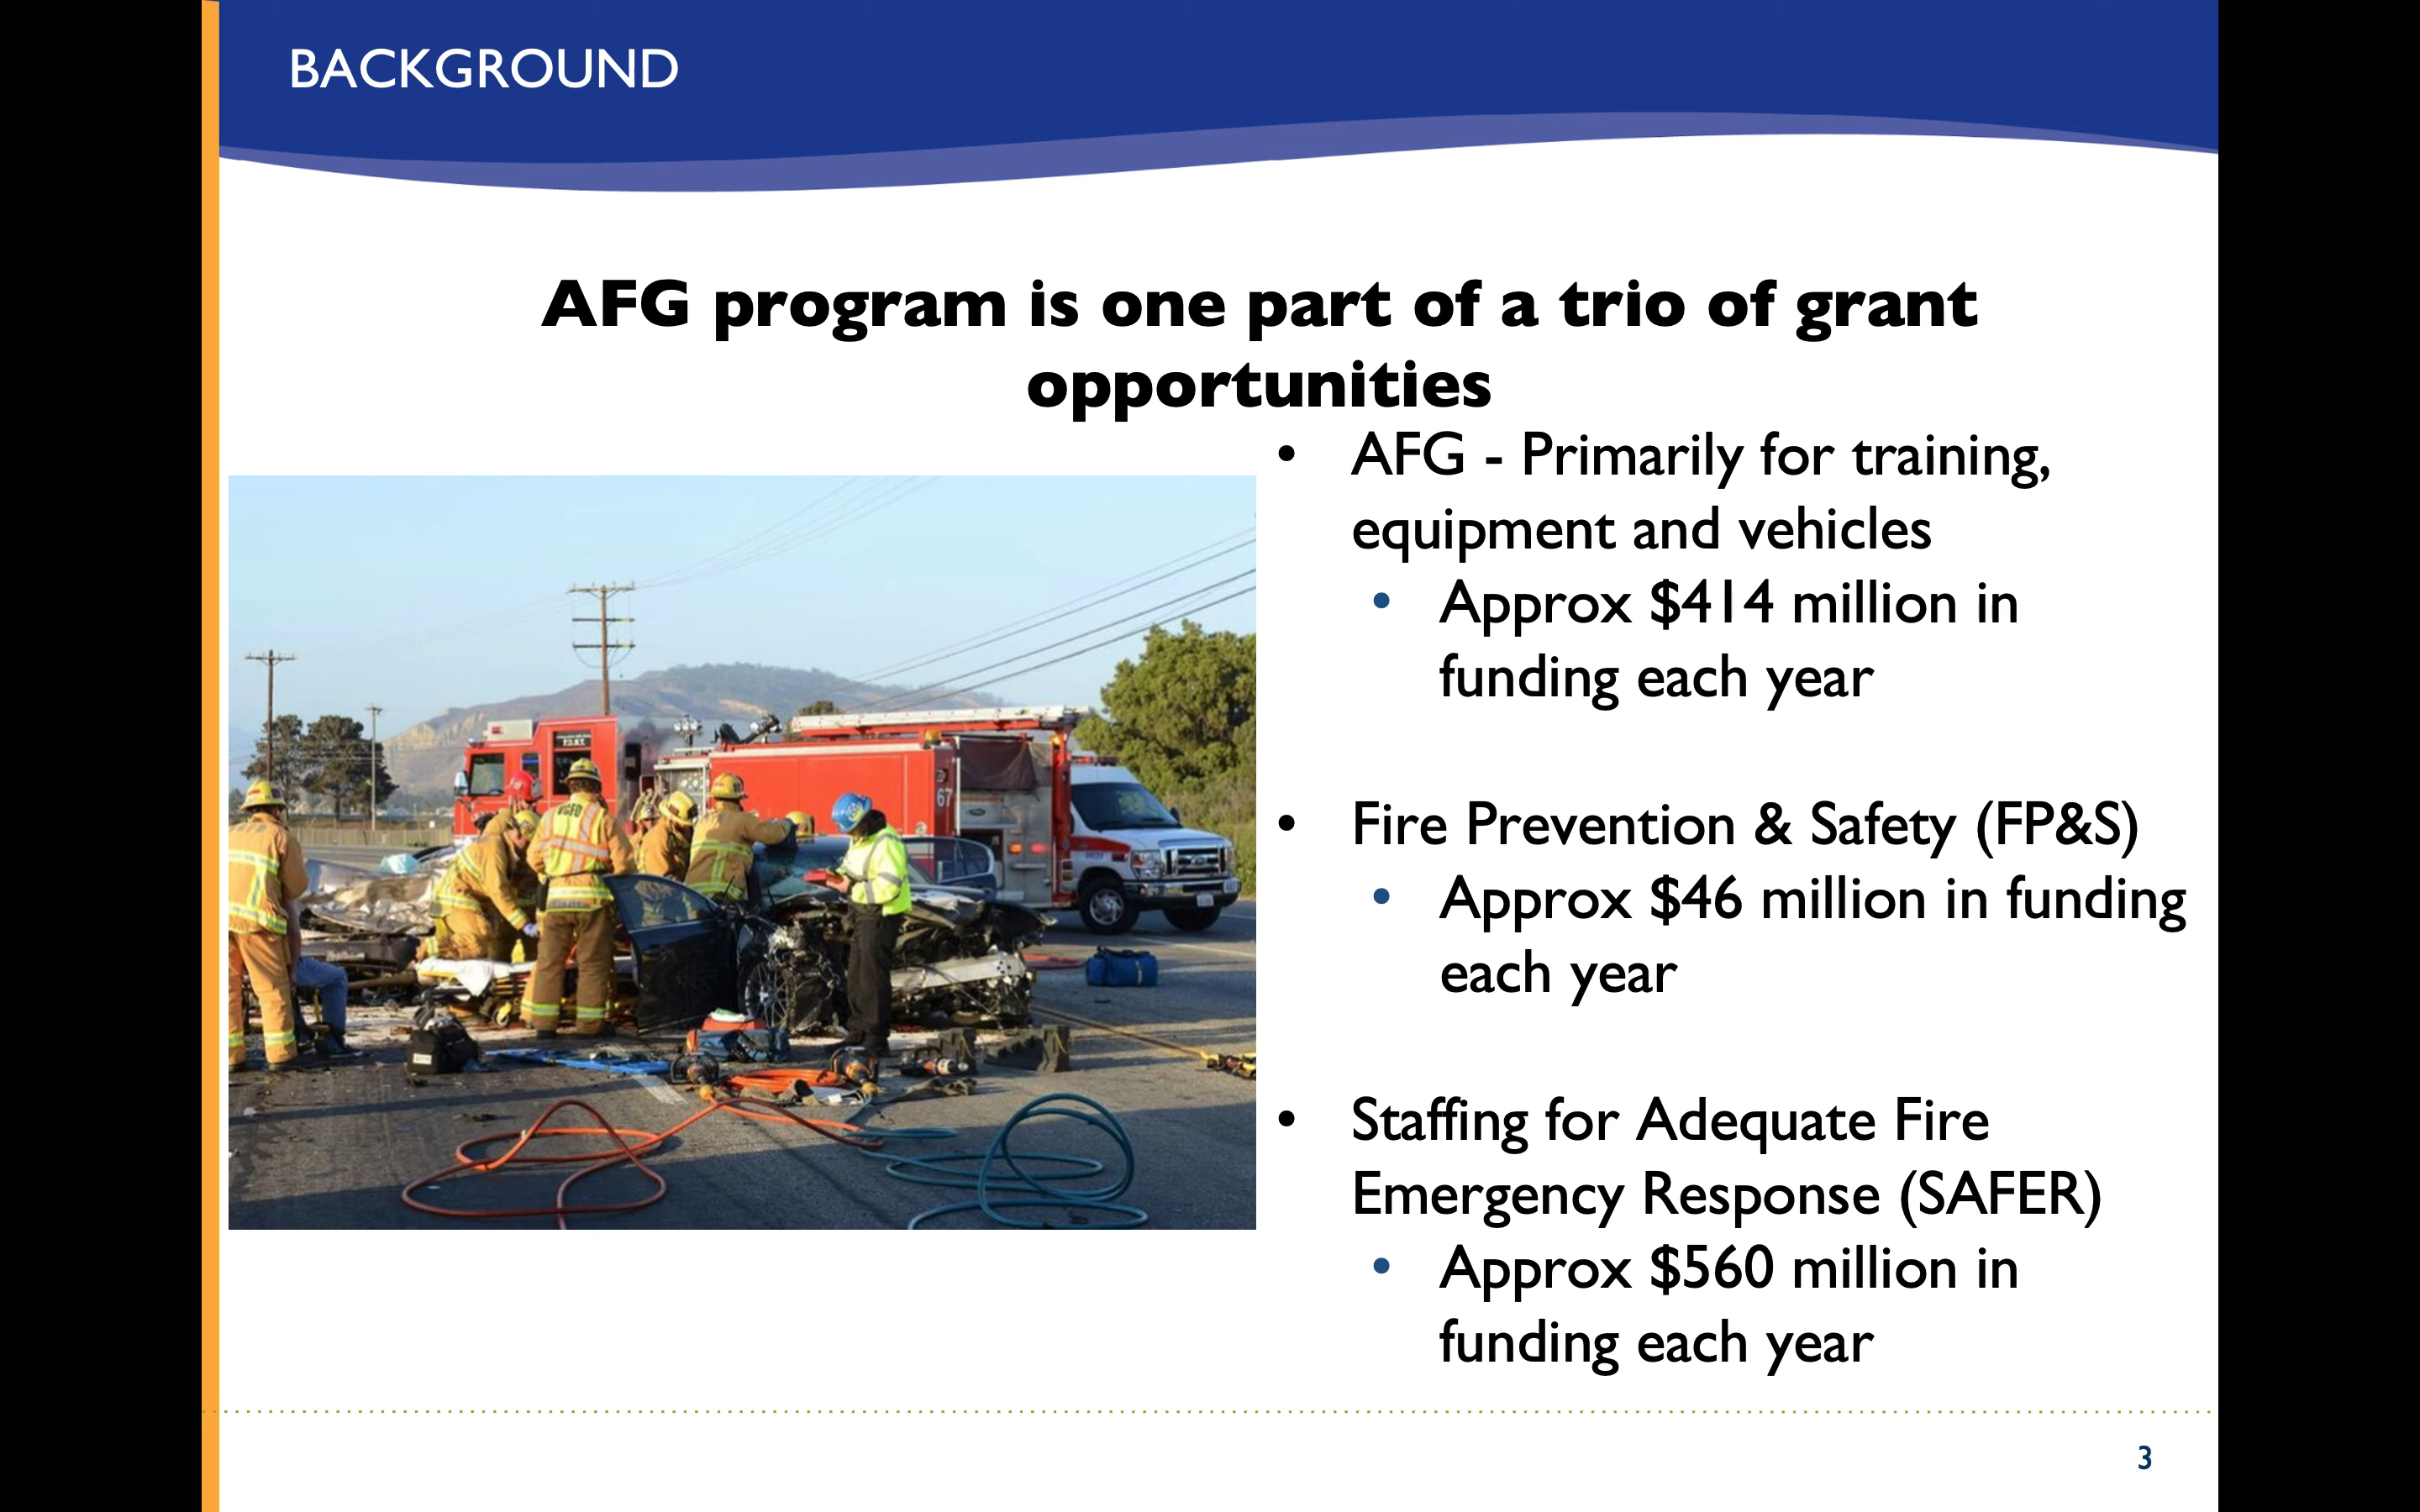 BACKGROUND
AFG program is one part of a trio of grant
opportunities
• AFG - Primarily for training,
equipment and vehicles
• Approx $414 million in
funding each year
• Fire Prevention & Safety (FP&S)
• Approx $46 million in funding
each year
• Staffing for Adequate Fire
Emergency Response (SAFER)
• Approx $560 million in
funding each year
67
3